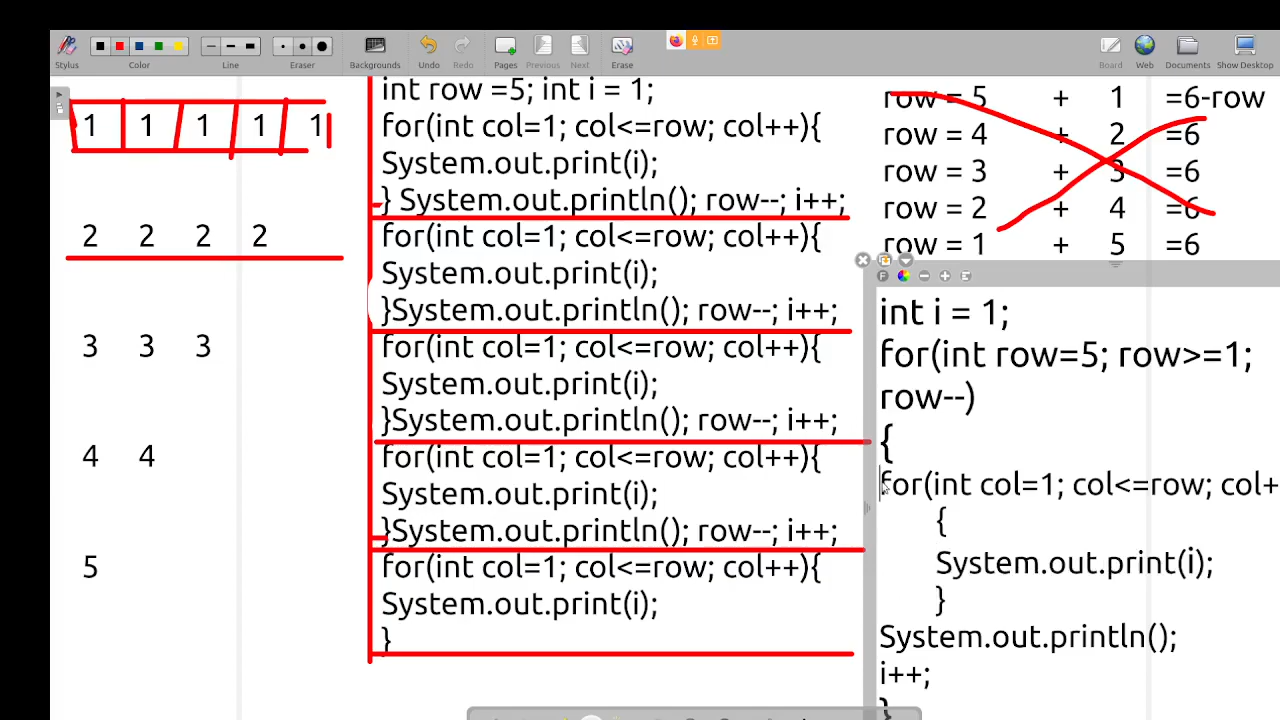 Stylus
Color
Line
Eraser
Backgrounds
Undo
Redo
Pages
Previous
Next
Erase
Board
Web
Documents
Show Desktop
1 1 1 1 1
2 2 2 2
3 3 3
4 4
5
int row =5; int i = 1;
for(int col=1; col<=row; col++){
System.out.print(i);
} System.out.println(); row--; i++;
for(int col=1; col<=row; col++){
System.out.print(i);
}System.out.println(); row--; i++;
for(int col=1; col<=row; col++){
System.out.print(i);
}System.out.println(); row--; i++;
for(int col=1; col<=row; col++){
System.out.print(i);
}System.out.println(); row--; i++;
for(int col=1; col<=row; col++){
System.out.print(i);
}
row = 5 + 1 =6-row
row = 4 + 2 =6
row = 3 + 3 =6
row = 2 + 4 =6
row = 1 + 5 =6
int i = 1;
for(int row=5; row>=1;
row--)
{
for(int col=1; col<=row; col+
{
System.out.print(i);
}
System.out.println();
i++;
}